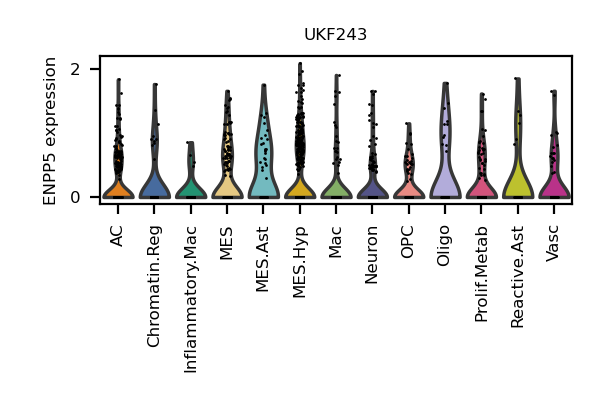 UKF243
ENPP5 expression
2
0
AC
Chromatin.Reg
Inflammatory.Mac
MES
MES.Ast
MES.Hyp
Mac
Neuron
OPC
Oligo
Prolif.Metab
Reactive.Ast
Vasc